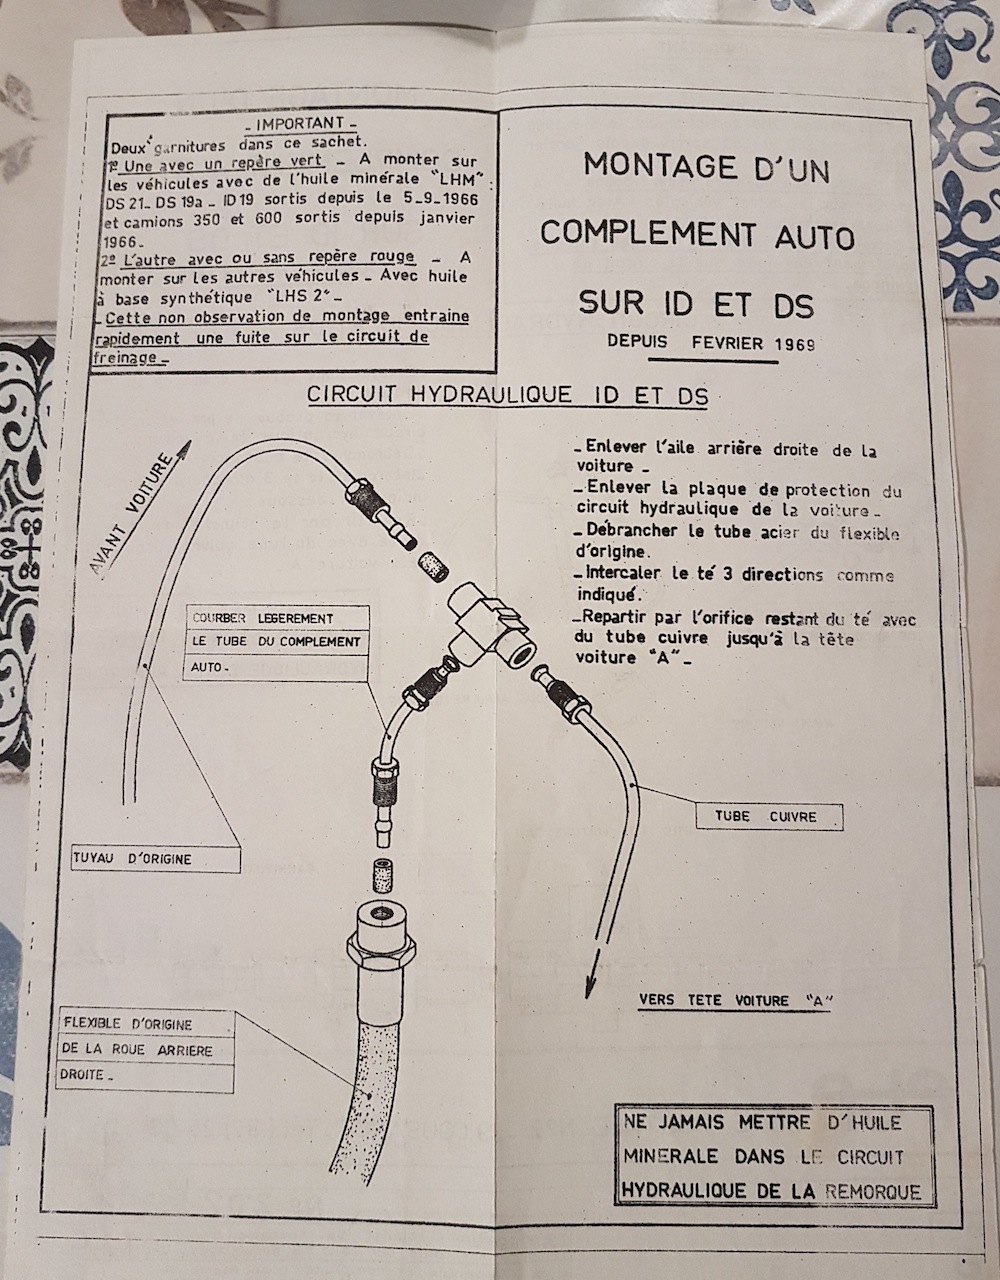 - IMPORTANT -
Deux garnitures dans ce sachet.
1º Une avec un repère vert - A monter sur
les véhicules avec de l'huile minérale "LHM" :
DS 21- DS 19a - ID 19 sortis depuis le 5-9-1966
et camions 350 et 600 sortis depuis janvier
1966-
2º L'autre avec ou sans repère rouge - A
monter sur les autres véhicules - Avec huile
à base synthétique "LHS 2" -
- Cette non observation de montage entraine
rapidement une fuite sur le circuit de
freinage -
MONTAGE D'UN
COMPLEMENT AUTO
SUR ID ET DS
DEPUIS FEVRIER 1969
CIRCUIT HYDRAULIQUE ID ET DS
- Enlever l'aile arrière droite de la
voiture -
- Enlever la plaque de protection du
circuit hydraulique de la voiture -
- Débrancher le tube acier du flexible
d'origine.
- Intercaler le té 3 directions comme
indiqué.
- Repartir par l'orifice restant du té avec
du tube cuivre jusqu'à la tête
voiture "A" -
AVANT VOITURE
COURBER LEGEREMENT
LE TUBE DU COMPLEMENT
AUTO -
TUBE CUIVRE
TUYAU D'ORIGINE
VERS TETE VOITURE "A"
FLEXIBLE D'ORIGINE
DE LA ROUE ARRIERE
DROITE -
NE JAMAIS METTRE D'HUILE
MINERALE DANS LE CIRCUIT
HYDRAULIQUE DE LA REMORQUE